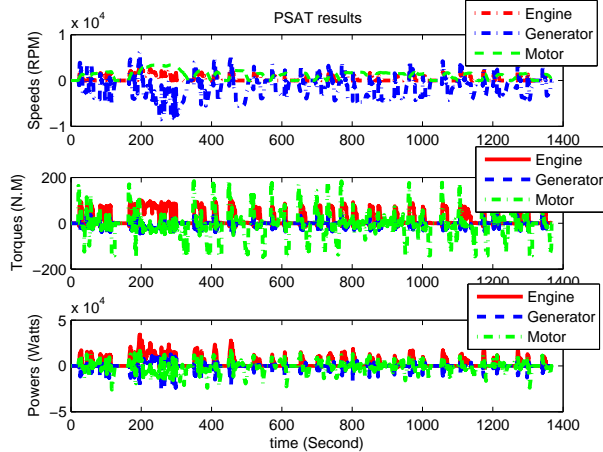 PSAT results
x 10^4
Engine
Generator
Motor
1
0
-1
Speeds (RPM)
0 200 400 600 800 1000 1200 1400
Engine
Generator
Motor
200
0
-200
Torques (N.M)
0 200 400 600 800 1000 1200 1400
x 10^4
Engine
Generator
Motor
5
0
-5
Powers (Watts)
0 200 400 600 800 1000 1200 1400
time (Second)